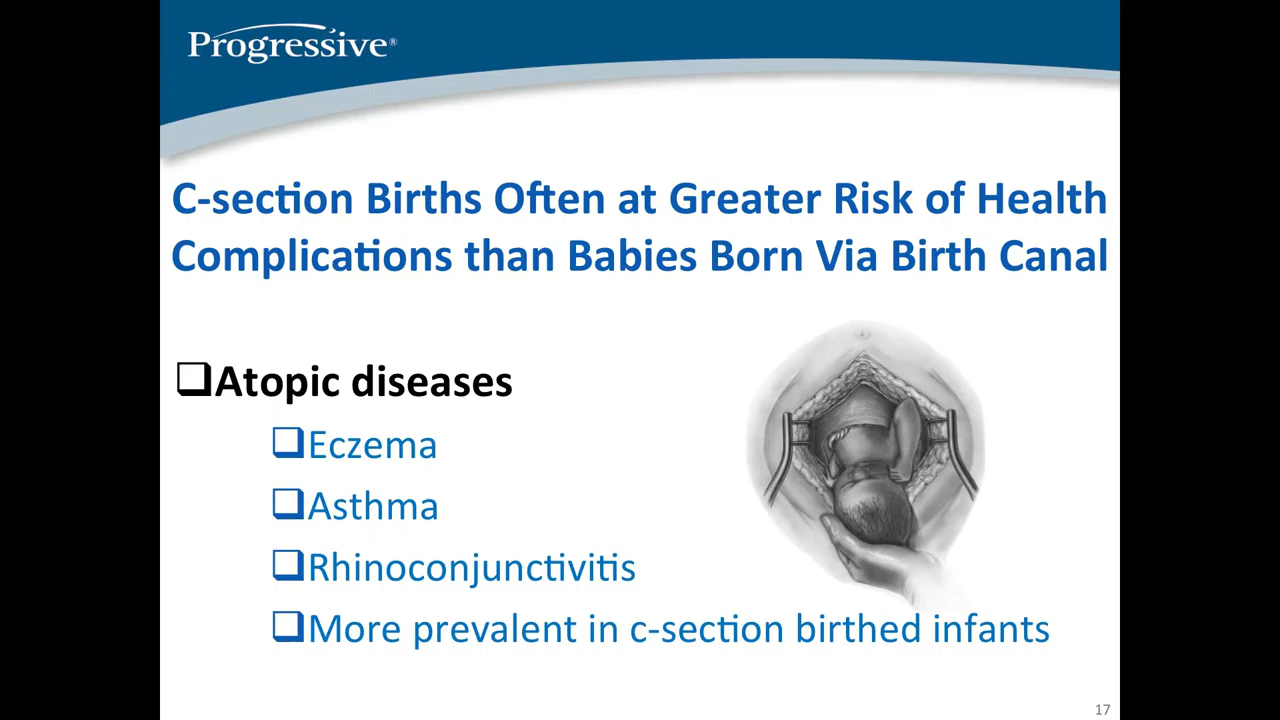 Progressive®
C-section Births Often at Greater Risk of Health
Complications than Babies Born Via Birth Canal
❑Atopic diseases
❑Eczema
❑Asthma
❑Rhinoconjunctivitis
❑More prevalent in c-section birthed infants
17